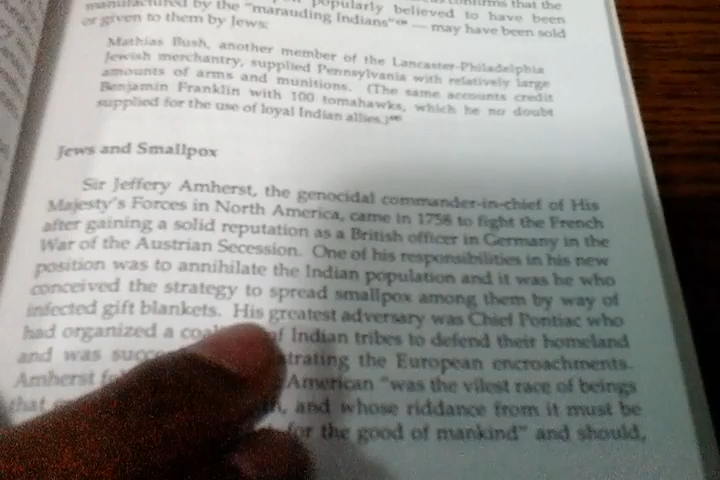 confirms that the
manufactured by the "marauding Indians" — popularly believed to have been
or given to them by Jews: may have been sold
Mathias Bush, another member of the Lancaster-Philadelphia
Jewish merchantry, supplied Pennsylvania with relatively large
amounts of arms and munitions. (The same accounts credit
Benjamin Franklin with 100 tomahawks, which he no doubt
supplied for the use of loyal Indian allies.)
Jews and Smallpox
Sir Jeffery Amherst, the genocidal commander-in-chief of His
Majesty's Forces in North America, came in 1758 to fight the French
after gaining a solid reputation as a British officer in Germany in the
War of the Austrian Secession. One of his responsibilities in his new
position was to annihilate the Indian population and it was he who
conceived the strategy to spread smallpox among them by way of
infected gift blankets. His greatest adversary was Chief Pontiac who
had organized a of Indian tribes to defend their homeland
and was the European encroachments.
Amherst American "was the vilest race of beings
that and whose riddance from it must be
for the good of mankind" and should,